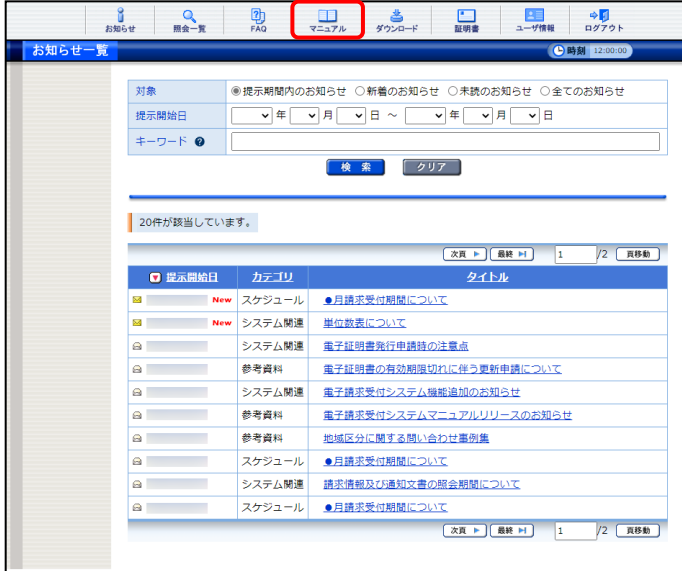 お知らせ 照会一覧 FAQ マニュアル ダウンロード 証明書 ユーザ情報 ログアウト
お知らせ一覧 時刻 12:00:00
対象 提示期間内のお知らせ 新着のお知らせ 未読のお知らせ 全てのお知らせ
提示開始日 年 月 日 ～ 年 月 日
キーワード ?
検 索 クリア
20件が該当しています。
次頁 最終 1 /2 頁移動
提示開始日 カテゴリ タイトル
New スケジュール ●月請求受付期間について
New システム関連 単位数表について
システム関連 電子証明書発行申請時の注意点
参考資料 電子証明書の有効期限切れに伴う更新申請について
システム関連 電子請求受付システム機能追加のお知らせ
参考資料 電子請求受付システムマニュアルリリースのお知らせ
参考資料 地域区分に関する問い合わせ事例集
スケジュール ●月請求受付期間について
システム関連 請求情報及び通知文書の照会期間について
スケジュール ●月請求受付期間について
次頁 最終 1 /2 頁移動